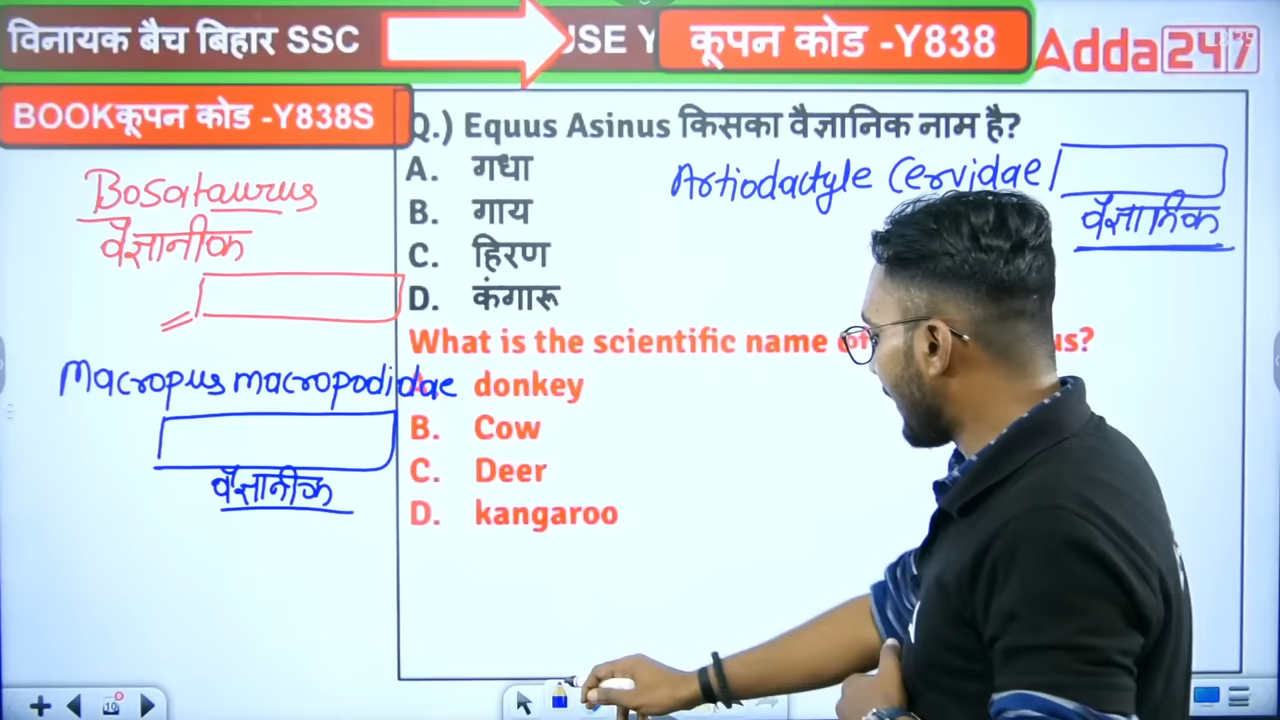 विनायक बैच बिहार SSC
USE Y
कूपन कोड -Y838
Adda247
BOOKकूपन कोड -Y838S
Q.) Equus Asinus किसका वैज्ञानिक नाम है?
A. गधा
B. गाय
C. हिरण
D. कंगारू
What is the scientific name of us?
donkey
B. Cow
C. Deer
D. kangaroo
Artiodactyle Cervidae
वैज्ञानिक
Bosataurus
वैज्ञानीक
Macropus macropodidae
वैज्ञानीक